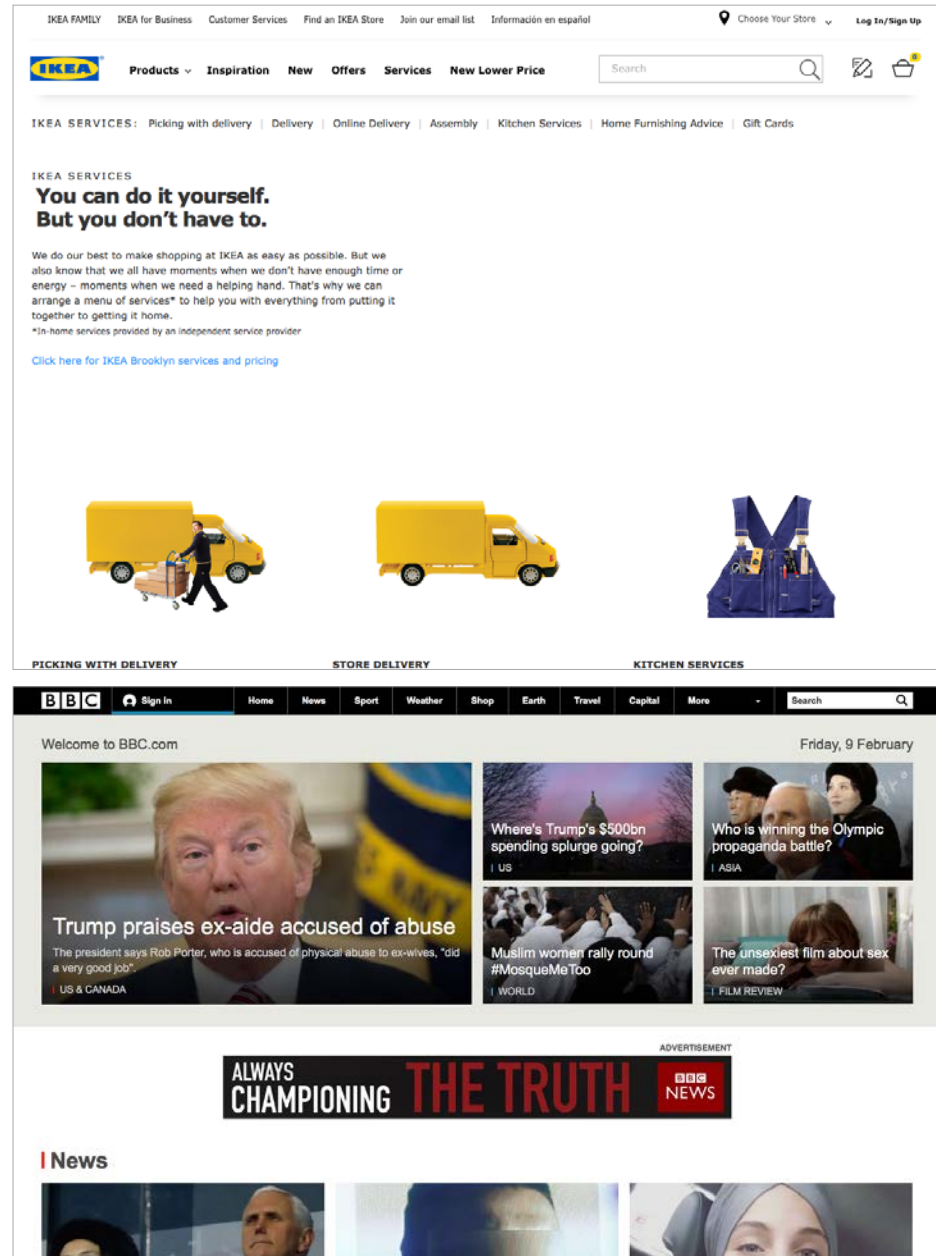 IKEA FAMILY IKEA for Business Customer Services Find an IKEA Store Join our email list Información en español Choose Your Store Log In/Sign Up
IKEA Products Inspiration New Offers Services New Lower Price Search 0
IKEA SERVICES: Picking with delivery | Delivery | Online Delivery | Assembly | Kitchen Services | Home Furnishing Advice | Gift Cards
IKEA SERVICES
You can do it yourself.
But you don't have to.
We do our best to make shopping at IKEA as easy as possible. But we
also know that we all have moments when we don't have enough time or
energy – moments when we need a helping hand. That's why we can
arrange a menu of services* to help you with everything from putting it
together to getting it home.
*In-home services provided by an independent service provider
Click here for IKEA Brooklyn services and pricing
PICKING WITH DELIVERY STORE DELIVERY KITCHEN SERVICES
BBC Sign in Home News Sport Weather Shop Earth Travel Capital More Search
Welcome to BBC.com Friday, 9 February
Trump praises ex-aide accused of abuse
The president says Rob Porter, who is accused of physical abuse to ex-wives, "did
a very good job".
US & CANADA
Where's Trump's $500bn
spending splurge going?
US
Who is winning the Olympic
propaganda battle?
ASIA
Muslim women rally round
#MosqueMeToo
WORLD
The unsexiest film about sex
ever made?
FILM REVIEW
ADVERTISEMENT
ALWAYS
CHAMPIONING THE TRUTH BBC
NEWS
News